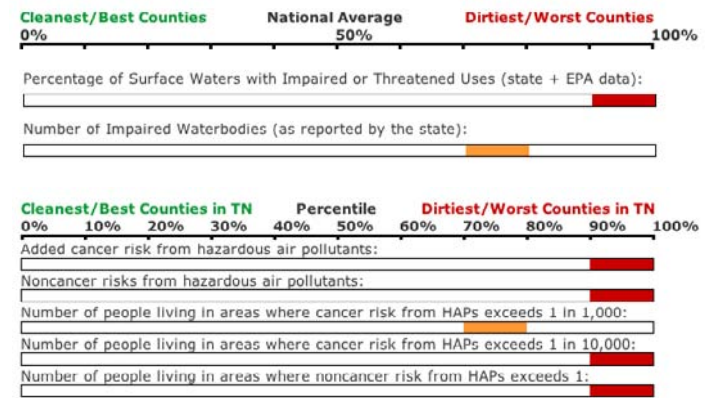 Cleanest/Best Counties National Average Dirtiest/Worst Counties
0% 50% 100%
Percentage of Surface Waters with Impaired or Threatened Uses (state + EPA data):
Number of Impaired Waterbodies (as reported by the state):
Cleanest/Best Counties in TN Percentile Dirtiest/Worst Counties in TN
0% 10% 20% 30% 40% 50% 60% 70% 80% 90% 100%
Added cancer risk from hazardous air pollutants:
Noncancer risks from hazardous air pollutants:
Number of people living in areas where cancer risk from HAPs exceeds 1 in 1,000:
Number of people living in areas where cancer risk from HAPs exceeds 1 in 10,000:
Number of people living in areas where noncancer risk from HAPs exceeds 1: